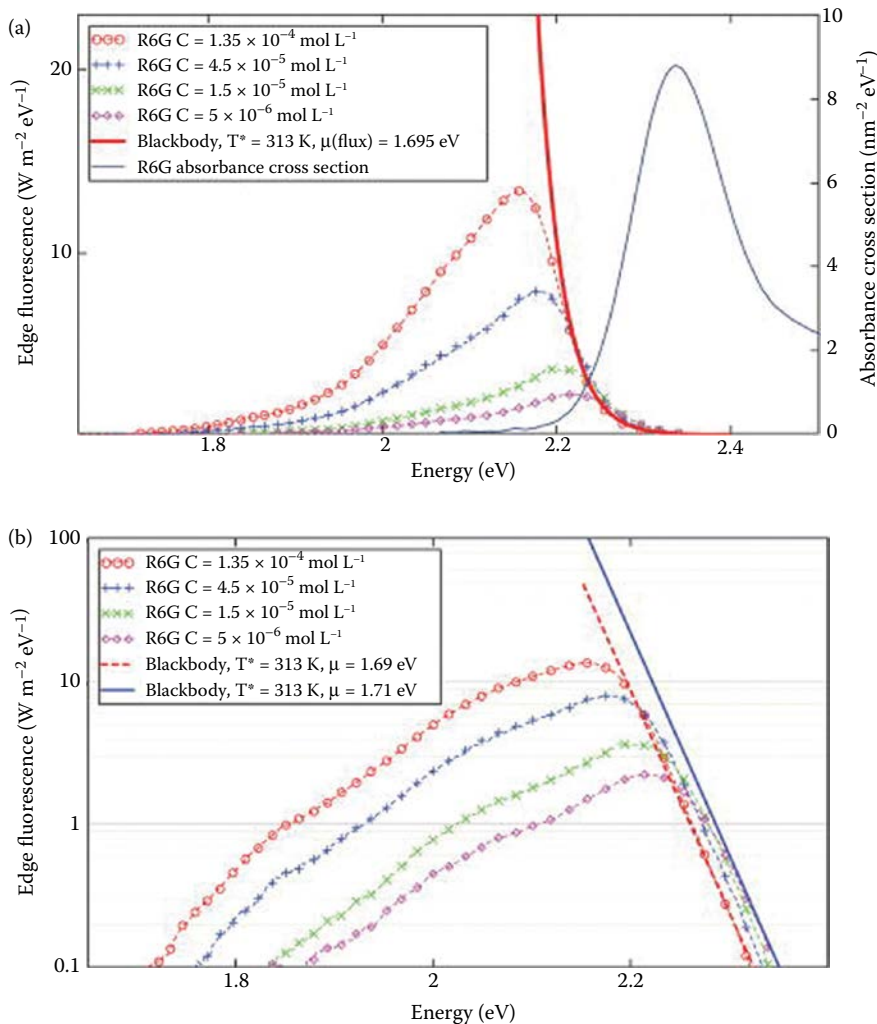 (a)
R6G C = 1.35 × 10⁻⁴ mol L⁻¹
R6G C = 4.5 × 10⁻⁵ mol L⁻¹
R6G C = 1.5 × 10⁻⁵ mol L⁻¹
R6G C = 5 × 10⁻⁶ mol L⁻¹
Blackbody, T* = 313 K, μ(flux) = 1.695 eV
R6G absorbance cross section
Edge fluorescence (W m⁻² eV⁻¹)
20
10
10
8
6
4
2
0
Absorbance cross section (nm⁻² eV⁻¹)
1.8
2
2.2
2.4
Energy (eV)
(b)
R6G C = 1.35 × 10⁻⁴ mol L⁻¹
R6G C = 4.5 × 10⁻⁵ mol L⁻¹
R6G C = 1.5 × 10⁻⁵ mol L⁻¹
R6G C = 5 × 10⁻⁶ mol L⁻¹
Blackbody, T* = 313 K, μ = 1.69 eV
Blackbody, T* = 313 K, μ = 1.71 eV
Edge fluorescence (W m⁻² eV⁻¹)
100
10
1
0.1
1.8
2
2.2
Energy (eV)